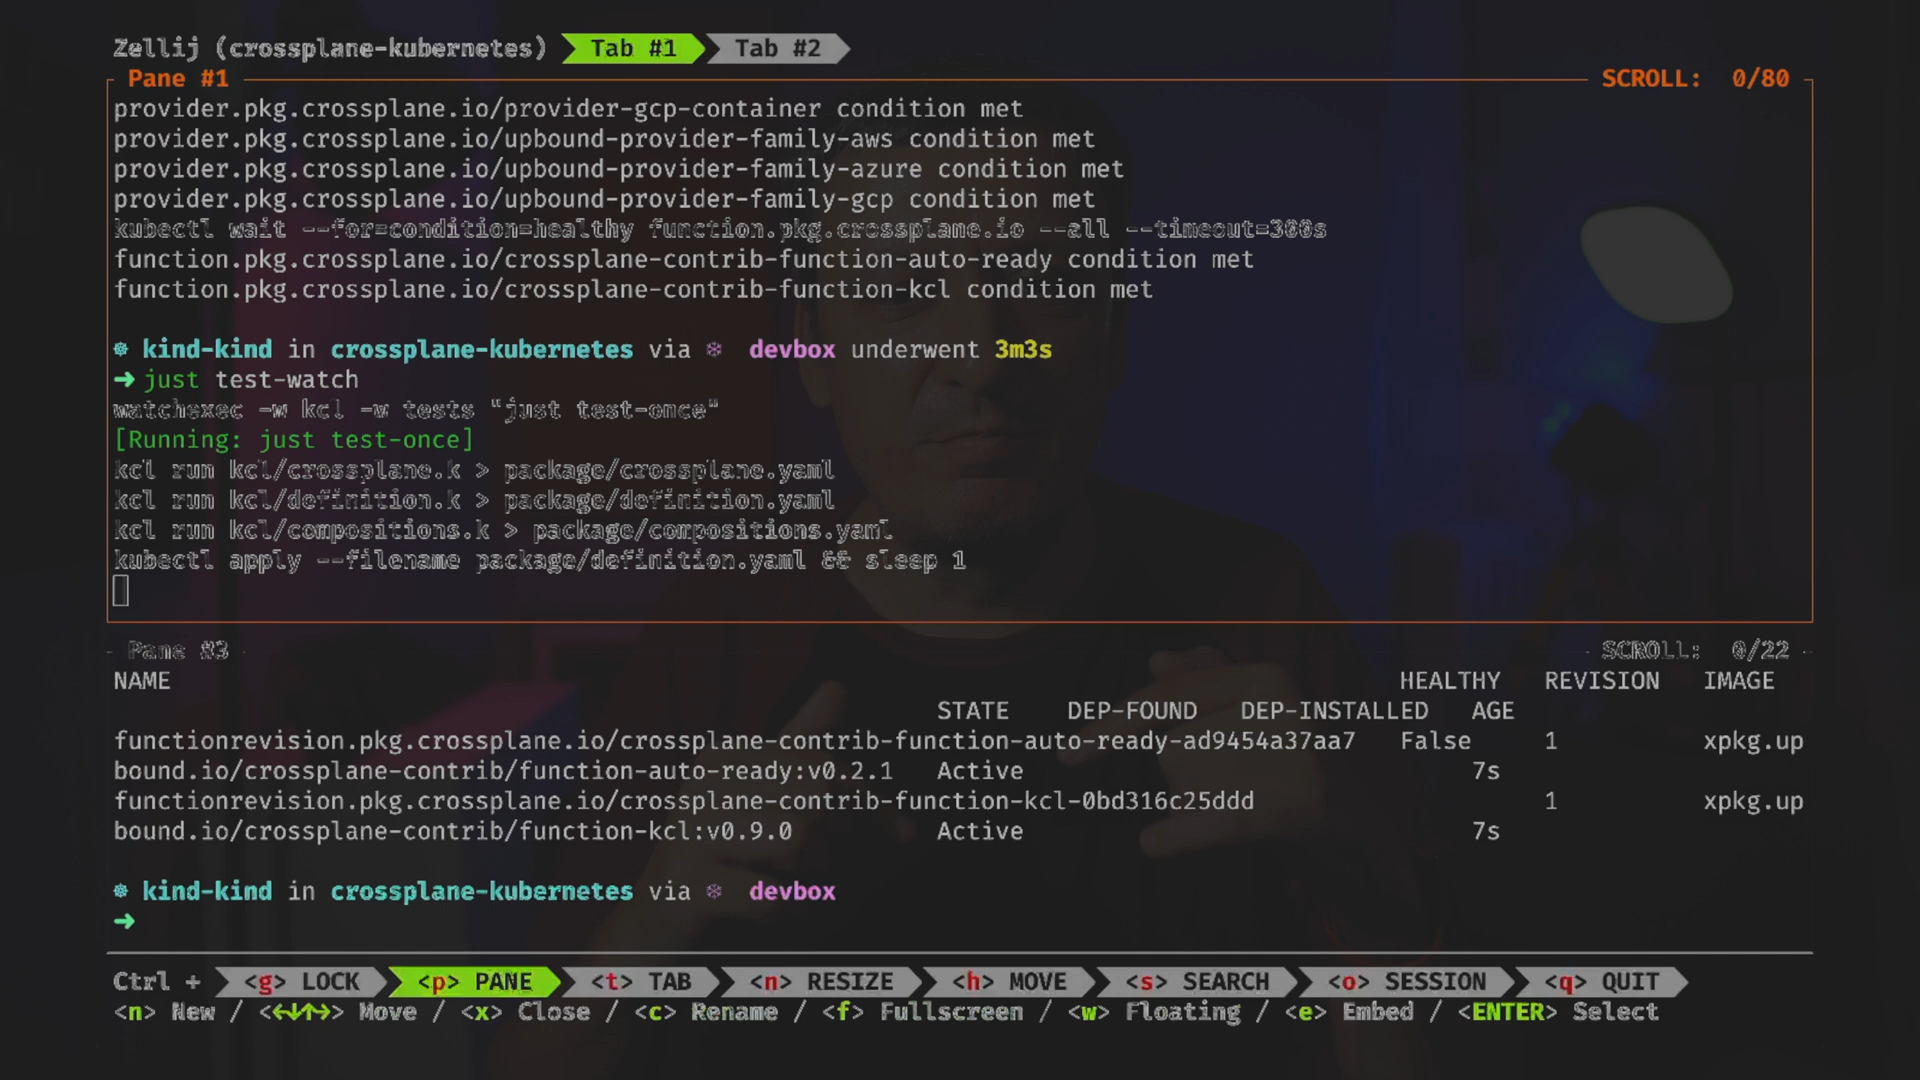 Zellij (crossplane-kubernetes) Tab #1 Tab #2
Pane #1 SCROLL: 0/80
provider.pkg.crossplane.io/provider-gcp-container condition met
provider.pkg.crossplane.io/upbound-provider-family-aws condition met
provider.pkg.crossplane.io/upbound-provider-family-azure condition met
provider.pkg.crossplane.io/upbound-provider-family-gcp condition met
kubectl wait --for=condition=healthy function.pkg.crossplane.io --all --timeout=300s
function.pkg.crossplane.io/crossplane-contrib-function-auto-ready condition met
function.pkg.crossplane.io/crossplane-contrib-function-kcl condition met
☸ kind-kind in crossplane-kubernetes via ❄ devbox underwent 3m3s
➜ just test-watch
watchexec -w kcl -w tests "just test-once"
[Running: just test-once]
kcl run kcl/crossplane.k > package/crossplane.yaml
kcl run kcl/definition.k > package/definition.yaml
kcl run kcl/compositions.k > package/compositions.yaml
kubectl apply --filename package/definition.yaml && sleep 1
Pane #3 SCROLL: 0/22
NAME HEALTHY REVISION IMAGE
STATE DEP-FOUND DEP-INSTALLED AGE
functionrevision.pkg.crossplane.io/crossplane-contrib-function-auto-ready-ad9454a37aa7 False 1 xpkg.up
bound.io/crossplane-contrib/function-auto-ready:v0.2.1 Active 7s
functionrevision.pkg.crossplane.io/crossplane-contrib-function-kcl-0bd316c25ddd 1 xpkg.up
bound.io/crossplane-contrib/function-kcl:v0.9.0 Active 7s
☸ kind-kind in crossplane-kubernetes via ❄ devbox
➜
Ctrl + <g> LOCK <p> PANE <t> TAB <n> RESIZE <h> MOVE <s> SEARCH <o> SESSION <q> QUIT
<n> New / <←↓↑→> Move / <x> Close / <c> Rename / <f> Fullscreen / <w> Floating / <e> Embed / <ENTER> Select